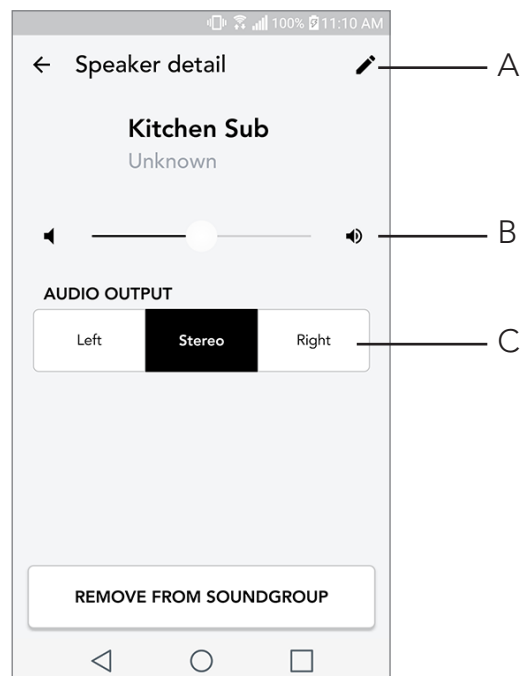 100% 11:10 AM
Speaker detail
A
Kitchen Sub
Unknown
B
AUDIO OUTPUT
Left Stereo Right
C
REMOVE FROM SOUNDGROUP